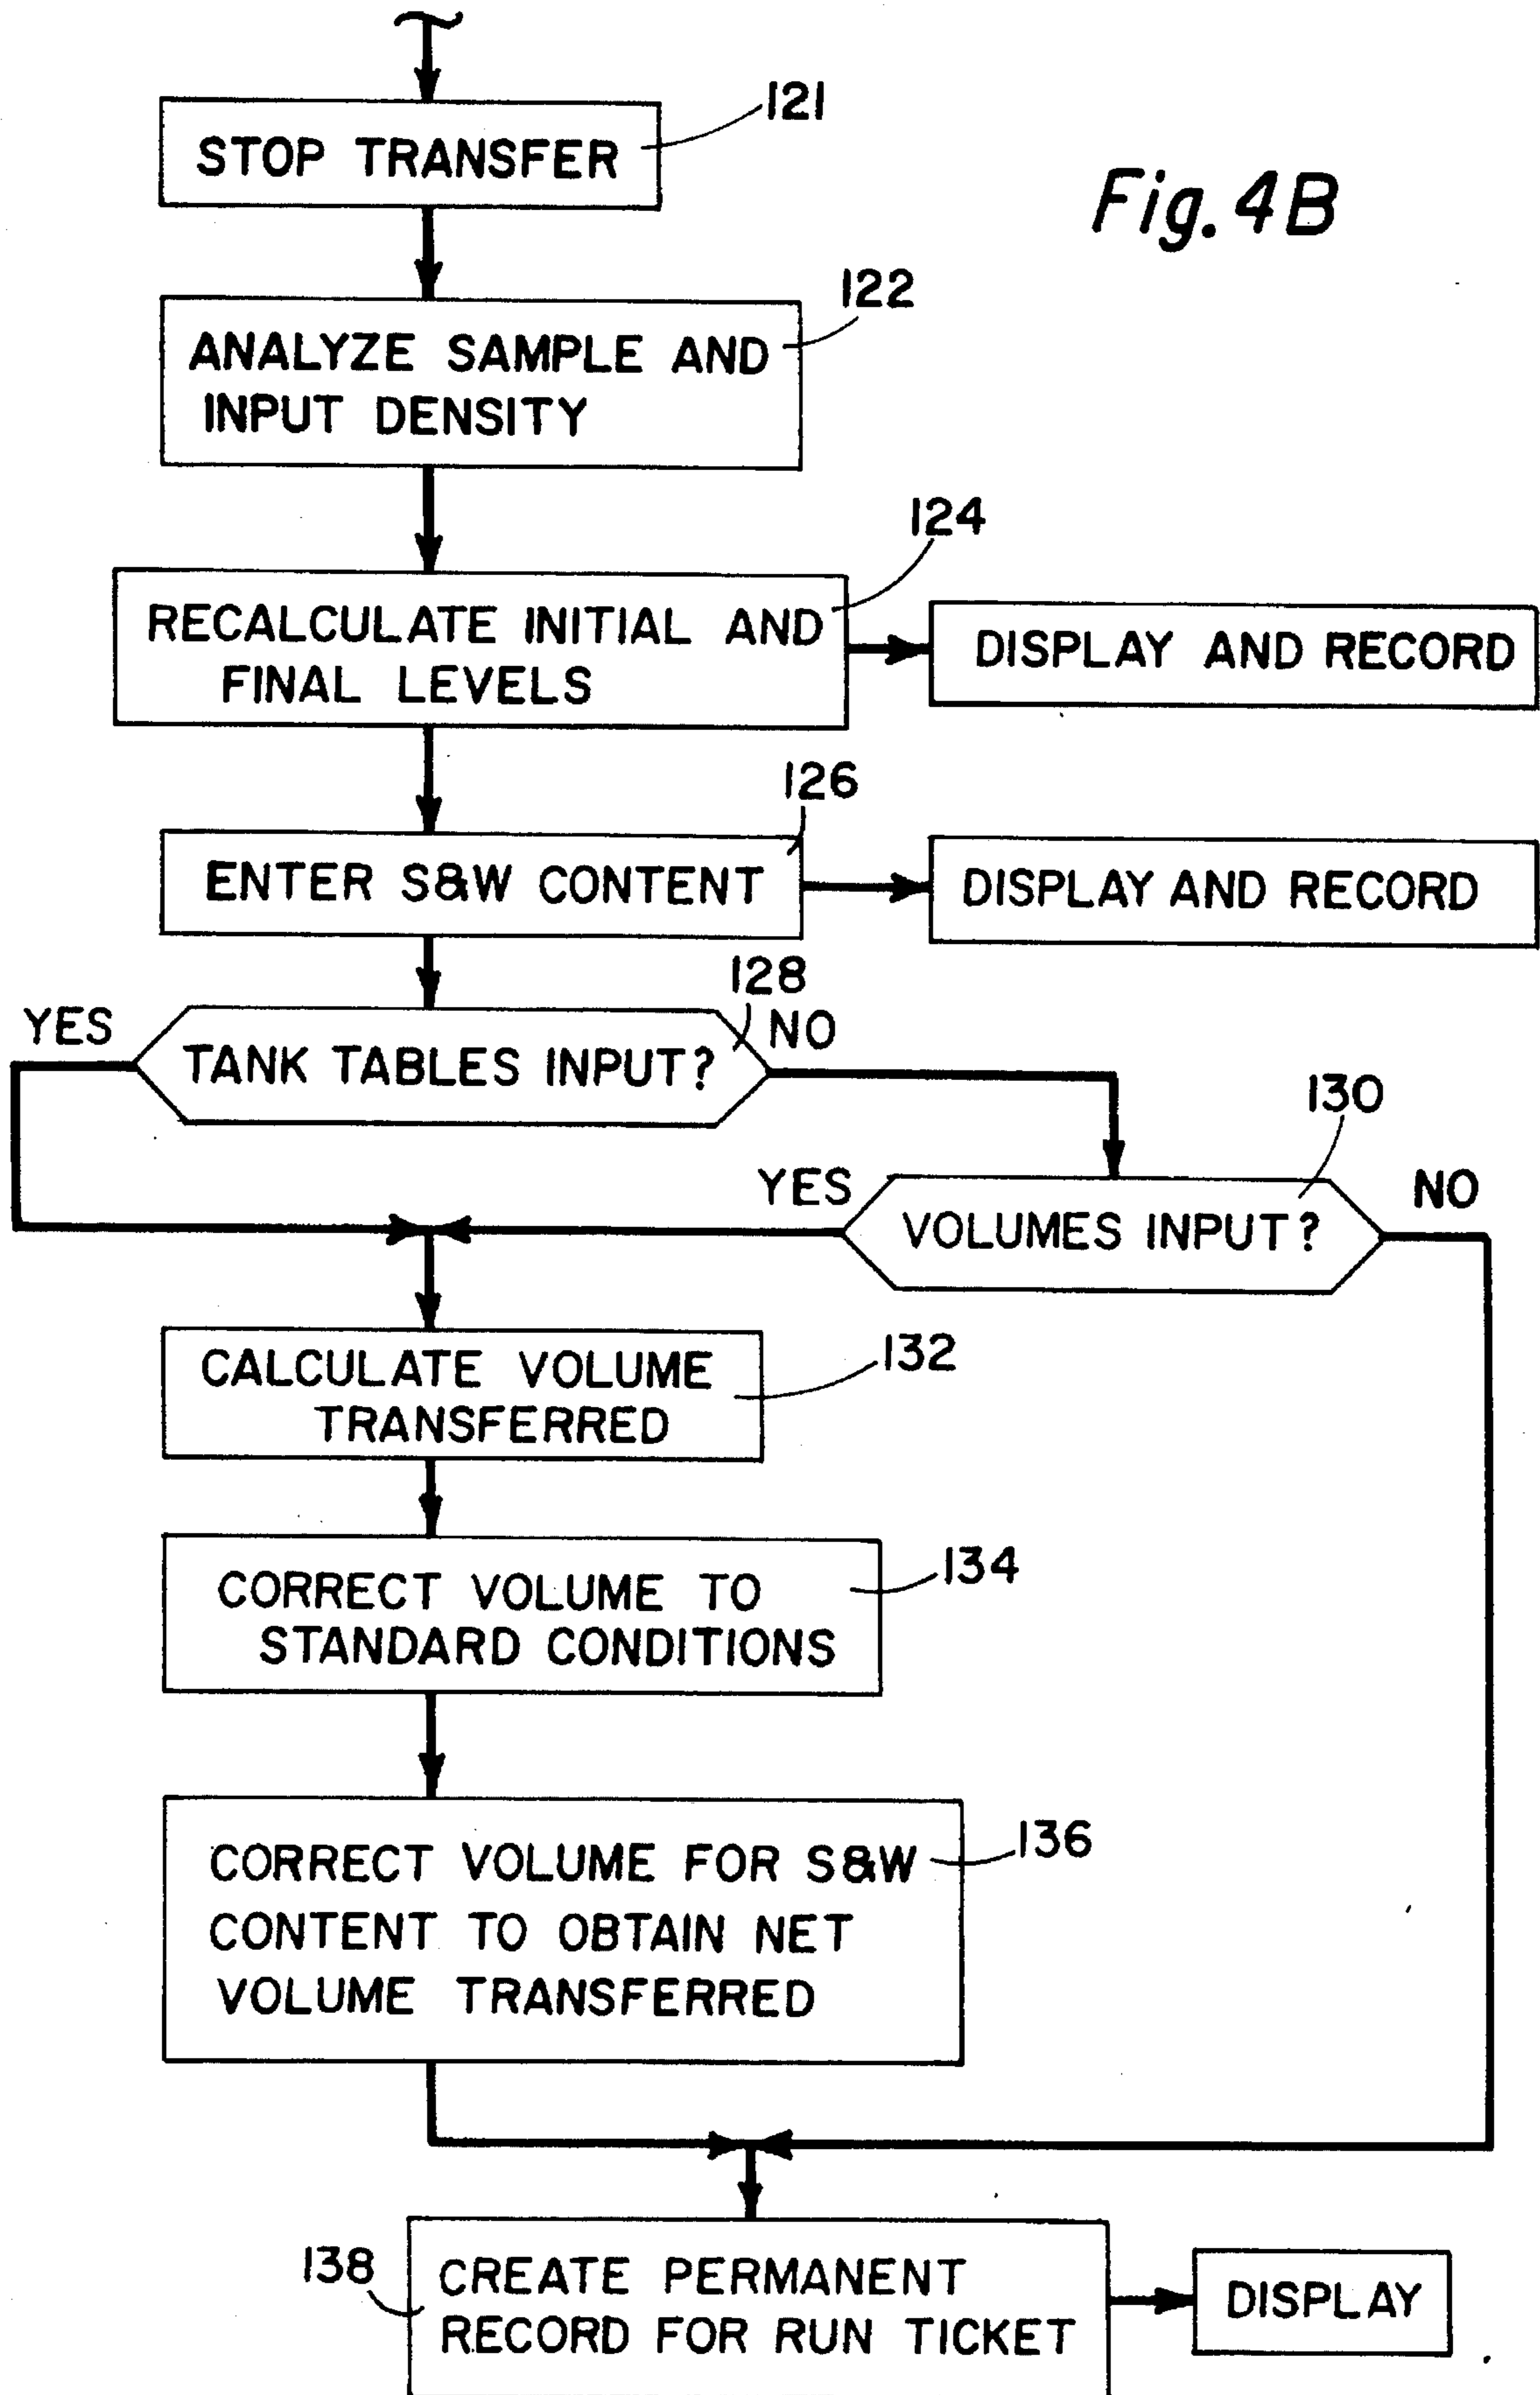 121
STOP TRANSFER
Fig. 4B
122
ANALYZE SAMPLE AND
INPUT DENSITY
124
RECALCULATE INITIAL AND
FINAL LEVELS
DISPLAY AND RECORD
126
ENTER S&W CONTENT
DISPLAY AND RECORD
128
YES
NO
TANK TABLES INPUT?
130
YES
NO
VOLUMES INPUT?
132
CALCULATE VOLUME
TRANSFERRED
134
CORRECT VOLUME TO
STANDARD CONDITIONS
136
CORRECT VOLUME FOR S&W
CONTENT TO OBTAIN NET
VOLUME TRANSFERRED
138
CREATE PERMANENT
RECORD FOR RUN TICKET
DISPLAY